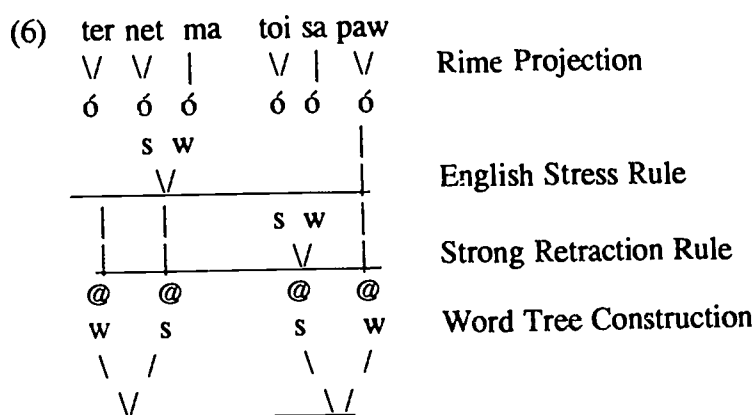 (6) ter net ma toi sa paw
\/ \/ | \/ | \/ Rime Projection
ó ó ó ó ó ó
s w |
\/ | English Stress Rule
| | s w |
| | \/ | Strong Retraction Rule
@ @ @ @
w s s w Word Tree Construction
\ / \ /
\/ \/